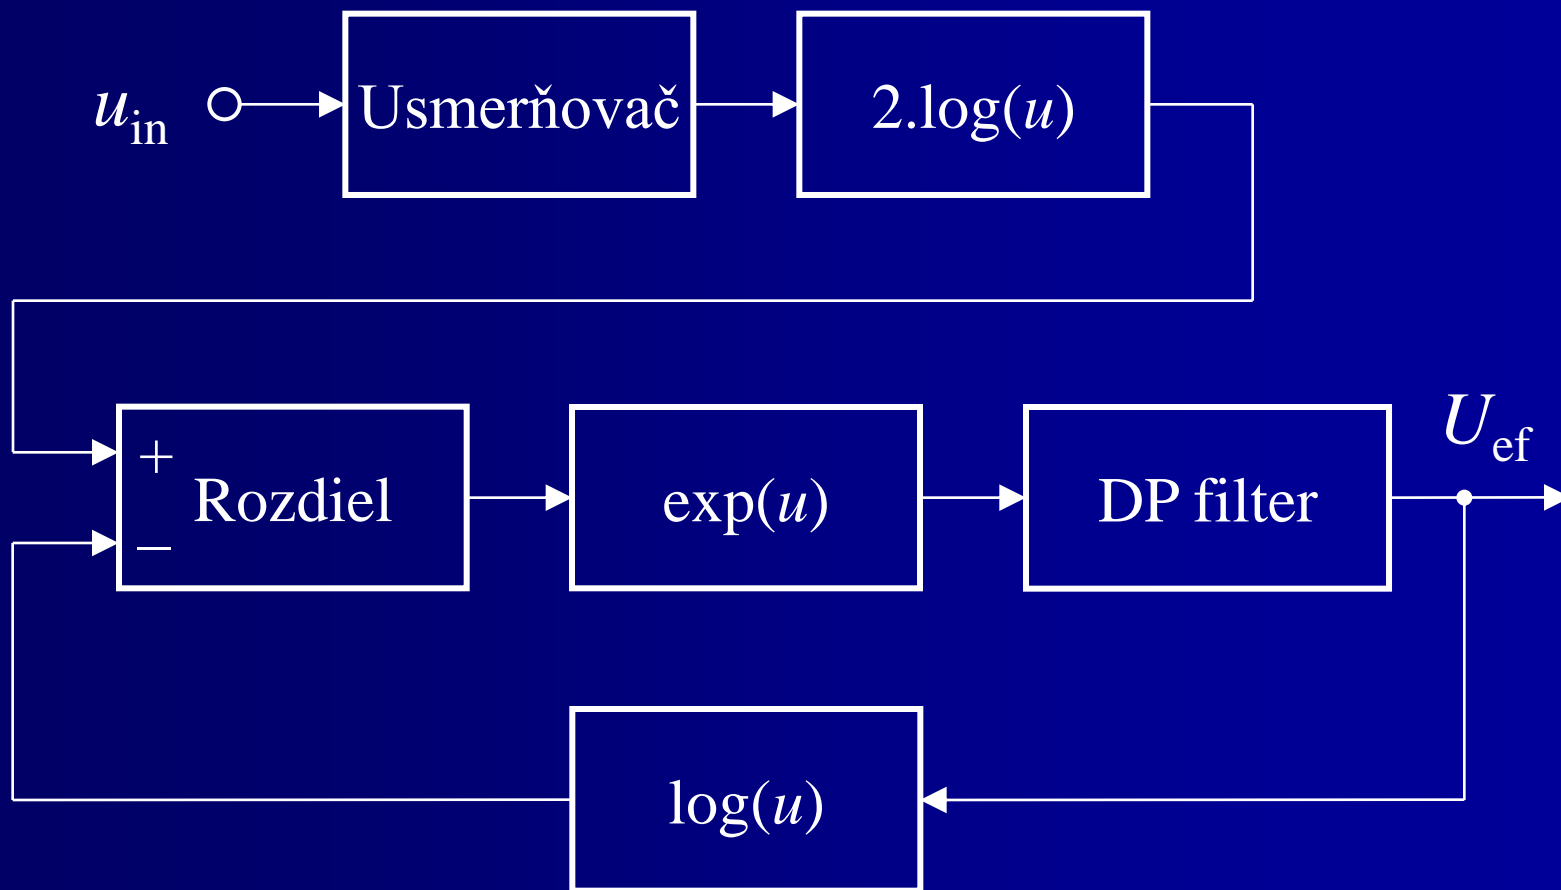 u_in
Usmerňovač
2.log(u)
+
Rozdiel
–
exp(u)
DP filter
U_ef
log(u)